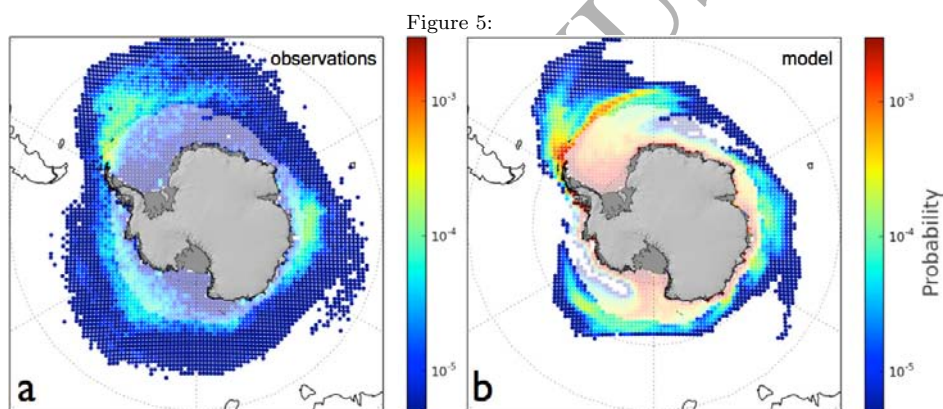 Figure 5:
observations
model
10⁻³
10⁻⁴
10⁻⁵
10⁻³
10⁻⁴
10⁻⁵
Probability
a
b